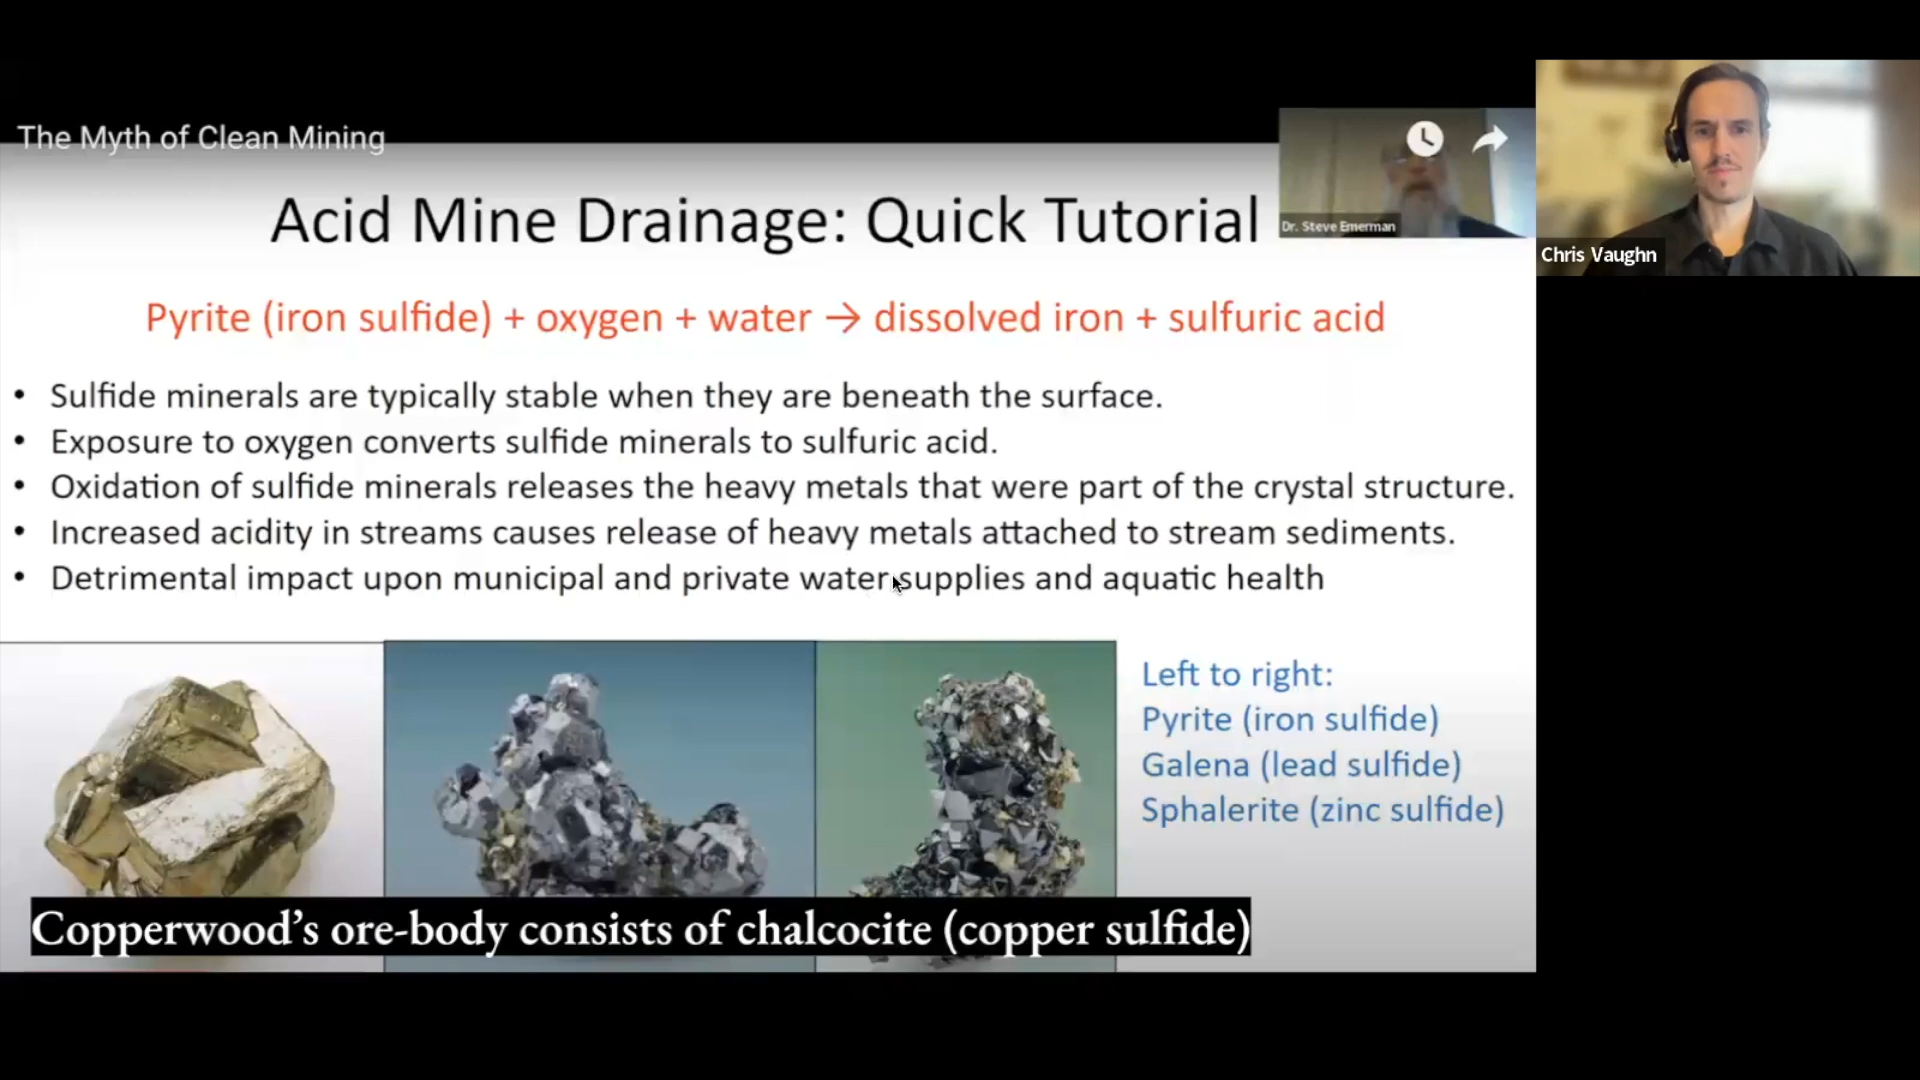 The Myth of Clean Mining
Acid Mine Drainage: Quick Tutorial
Dr. Steve Emerman
Chris Vaughn
Pyrite (iron sulfide) + oxygen + water → dissolved iron + sulfuric acid
• Sulfide minerals are typically stable when they are beneath the surface.
• Exposure to oxygen converts sulfide minerals to sulfuric acid.
• Oxidation of sulfide minerals releases the heavy metals that were part of the crystal structure.
• Increased acidity in streams causes release of heavy metals attached to stream sediments.
• Detrimental impact upon municipal and private water supplies and aquatic health
Left to right:
Pyrite (iron sulfide)
Galena (lead sulfide)
Sphalerite (zinc sulfide)
Copperwood’s ore-body consists of chalcocite (copper sulfide)